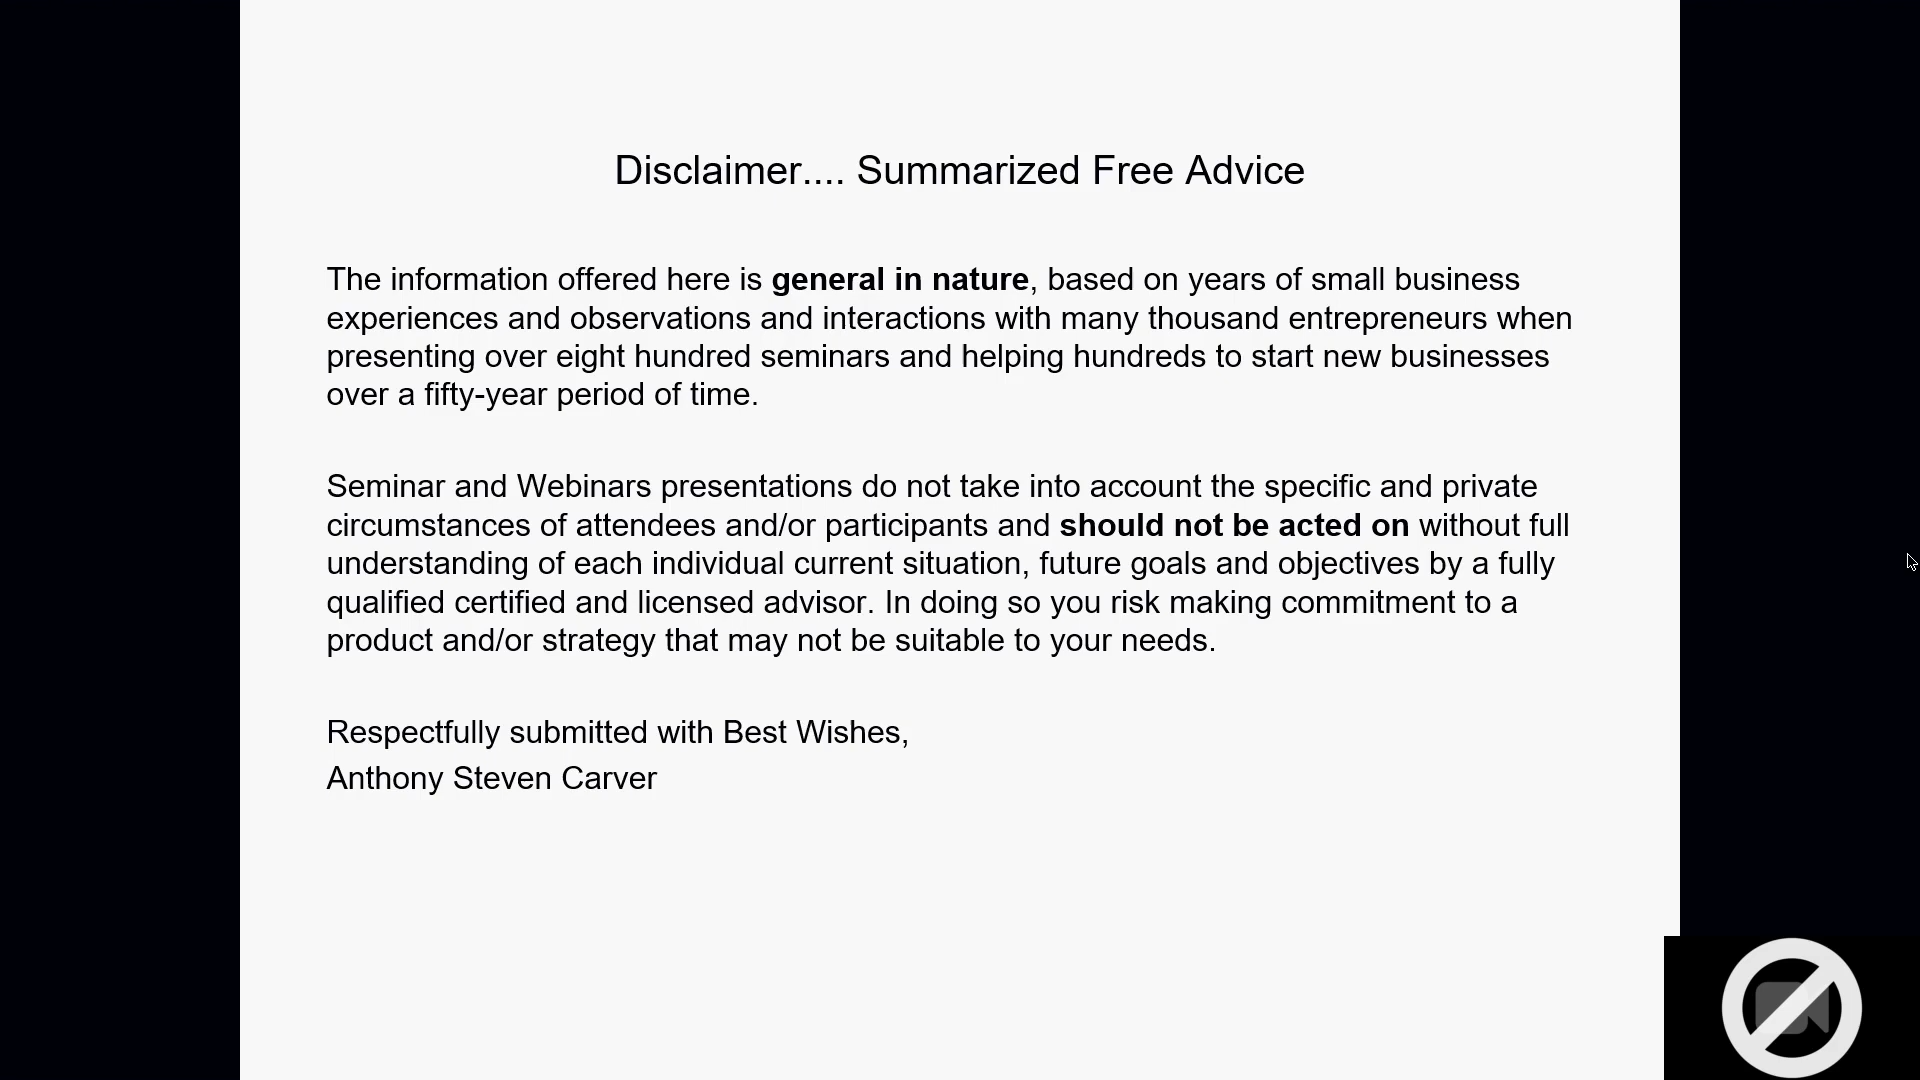 Disclaimer.... Summarized Free Advice
The information offered here is general in nature, based on years of small business
experiences and observations and interactions with many thousand entrepreneurs when
presenting over eight hundred seminars and helping hundreds to start new businesses
over a fifty-year period of time.
Seminar and Webinars presentations do not take into account the specific and private
circumstances of attendees and/or participants and should not be acted on without full
understanding of each individual current situation, future goals and objectives by a fully
qualified certified and licensed advisor. In doing so you risk making commitment to a
product and/or strategy that may not be suitable to your needs.
Respectfully submitted with Best Wishes,
Anthony Steven Carver